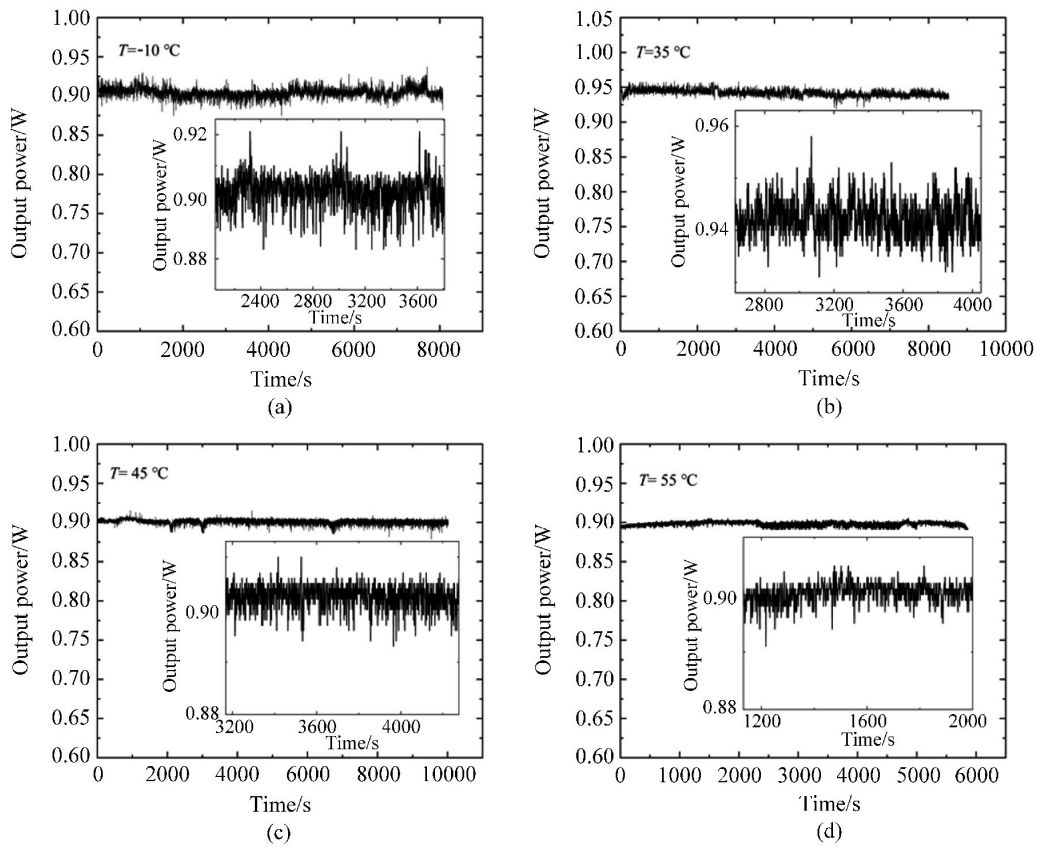 1.00
0.95
0.90
0.85
0.80
0.75
0.70
0.65
0.60
Output power/W
T=-10 ℃
0.92
0.90
0.88
Output power/W
2400 2800 3200 3600
Time/s
0 2000 4000 6000 8000
Time/s
(a)
1.05
1.00
0.95
0.90
0.85
0.80
0.75
0.70
0.65
0.60
Output power/W
T=35 ℃
0.96
0.94
Output power/W
2800 3200 3600 4000
Time/s
0 2000 4000 6000 8000 10000
Time/s
(b)
1.00
0.95
0.90
0.85
0.80
0.75
0.70
0.65
0.60
Output power/W
T= 45 ℃
0.90
0.88
Output power/W
3200 3600 4000
Time/s
0 2000 4000 6000 8000 10000
Time/s
(c)
1.00
0.95
0.90
0.85
0.80
0.75
0.70
0.65
0.60
Output power/W
T= 55 ℃
0.90
0.88
Output power/W
1200 1600 2000
Time/s
0 1000 2000 3000 4000 5000 6000
Time/s
(d)